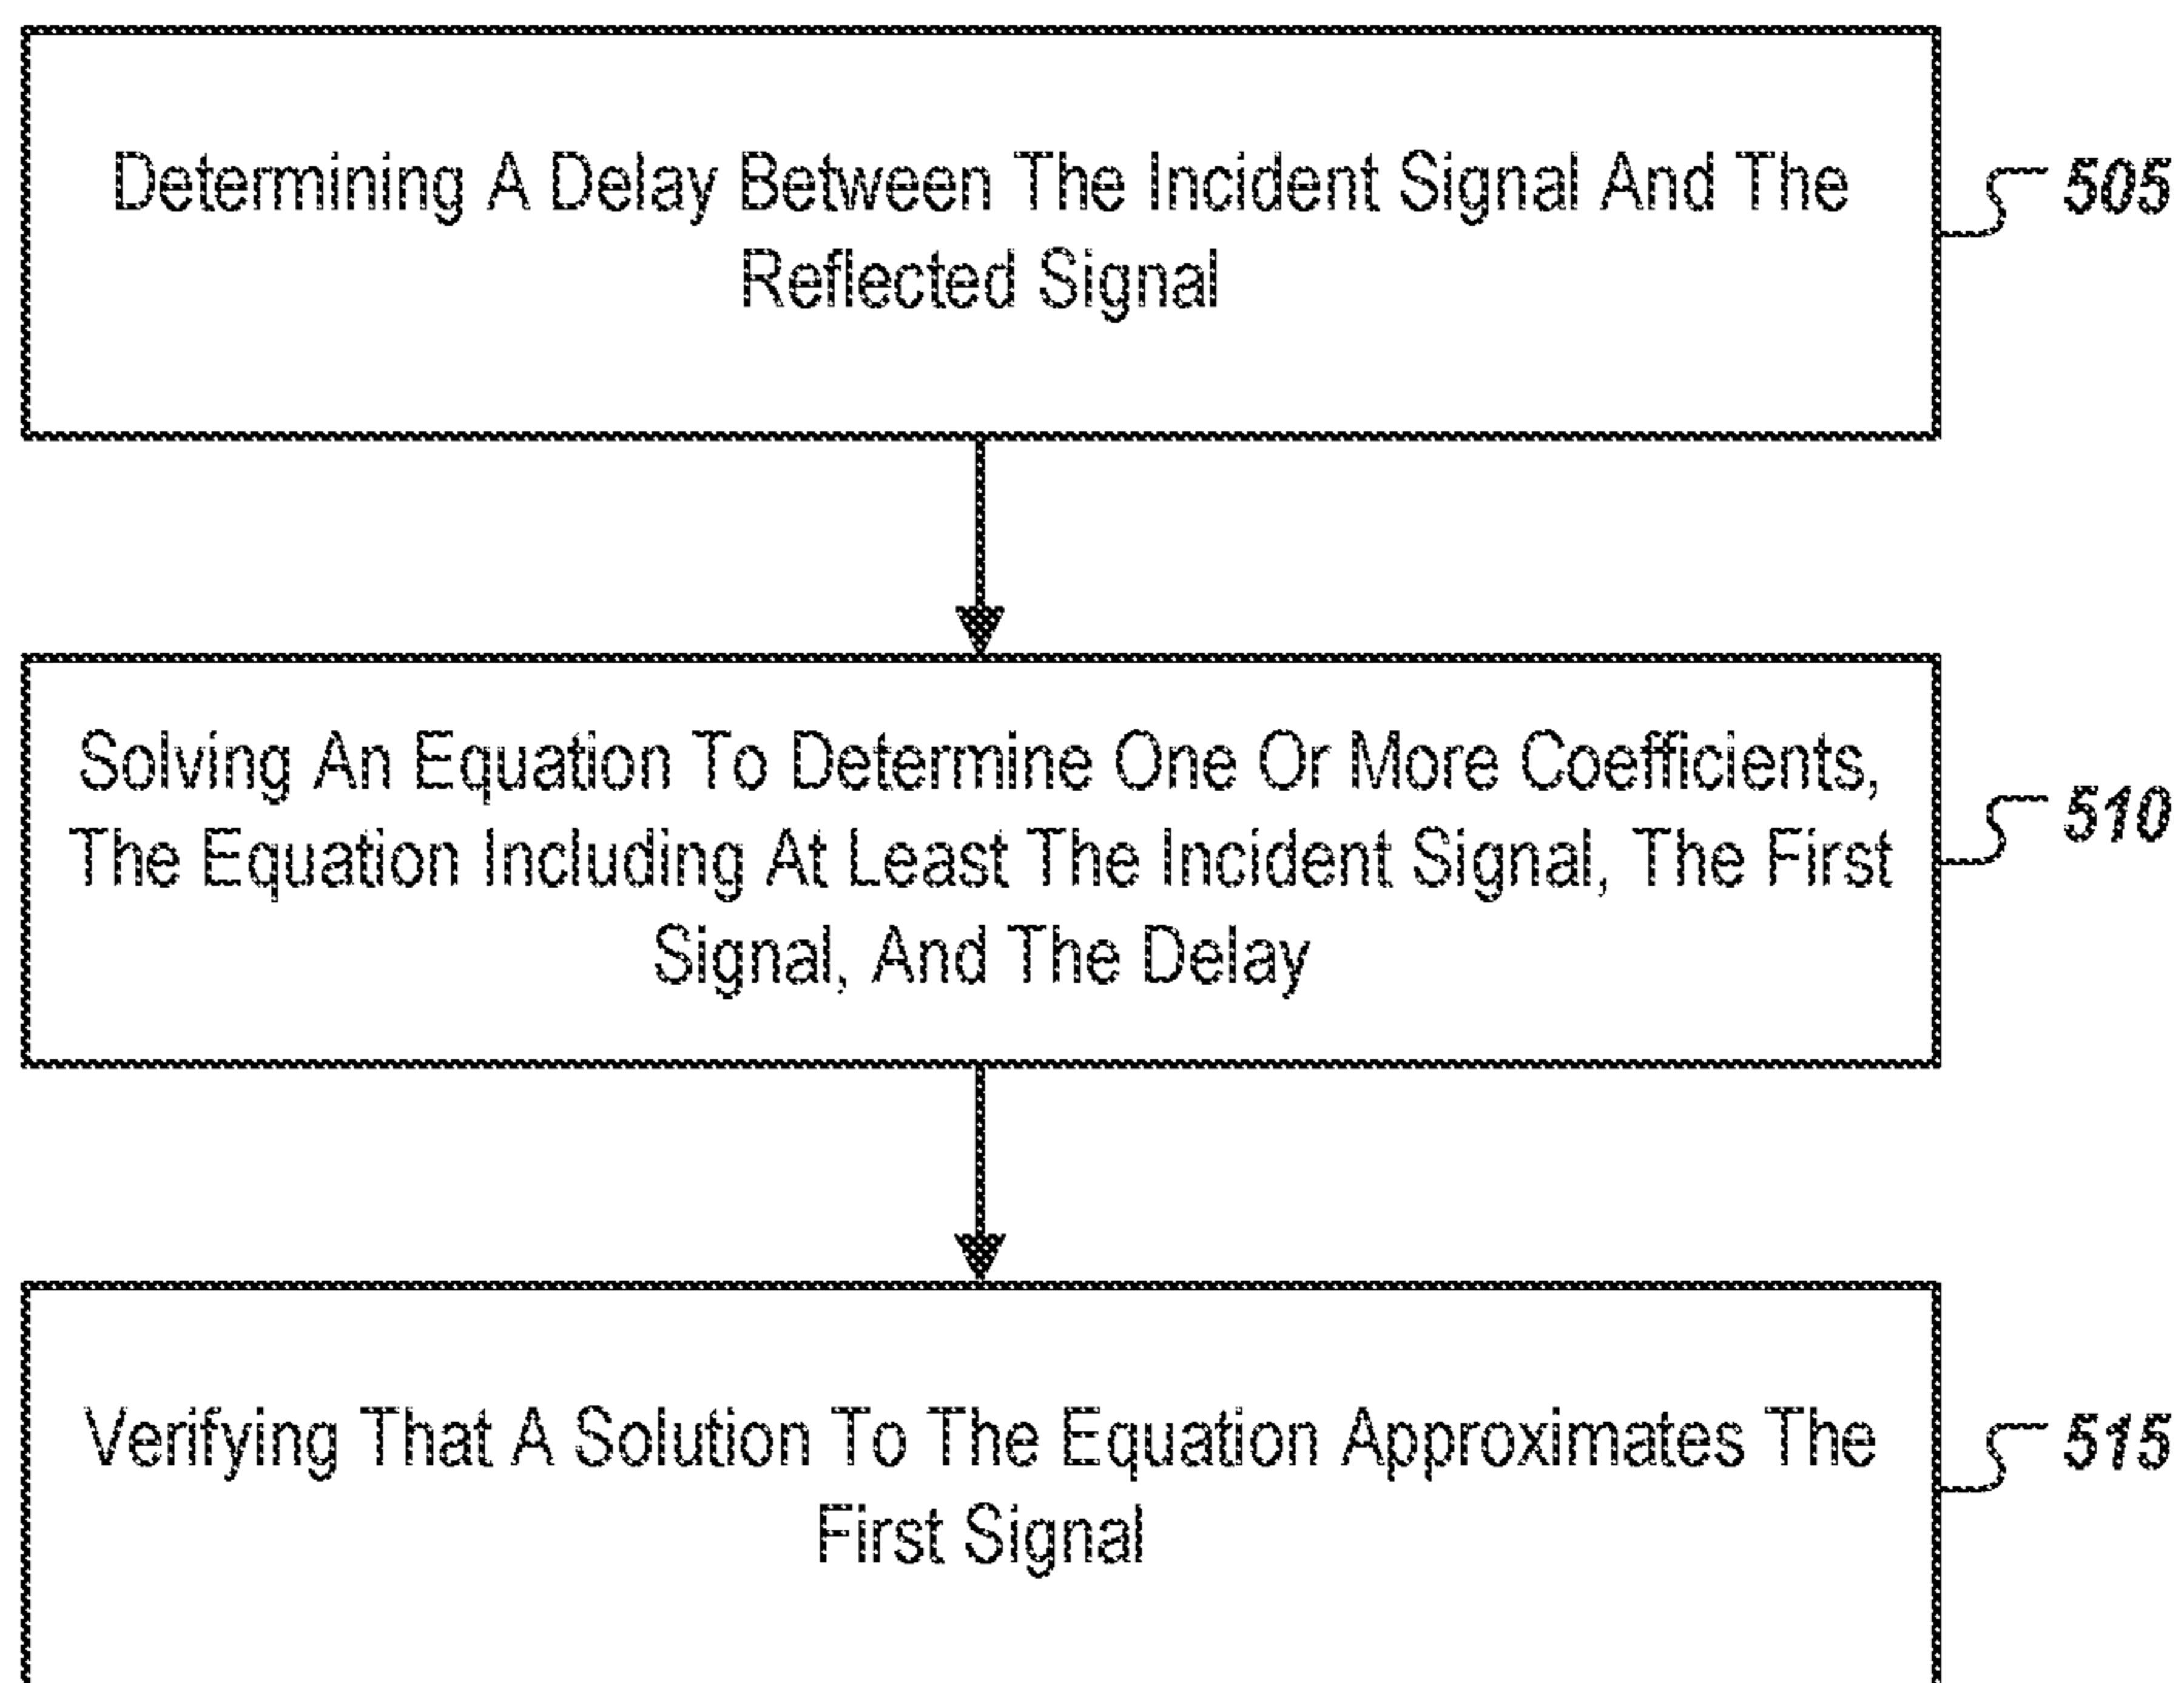 Determining A Delay Between The Incident Signal And The
Reflected Signal
505
Solving An Equation To Determine One Or More Coefficients,
The Equation Including At Least The Incident Signal, The First
Signal, And The Delay
510
Verifying That A Solution To The Equation Approximates The
First Signal
515